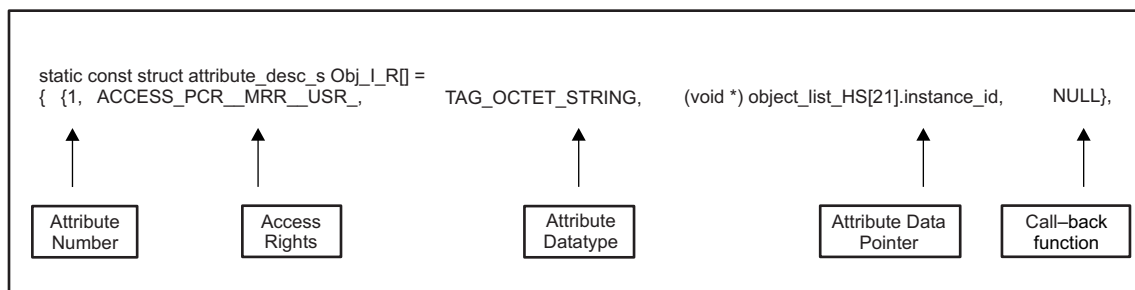 static const struct attribute_desc_s Obj_I_R[] =
{ {1, ACCESS_PCR__MRR__USR_, TAG_OCTET_STRING, (void *) object_list_HS[21].instance_id, NULL},
Attribute
Number
Access
Rights
Attribute
Datatype
Attribute Data
Pointer
Call–back
function